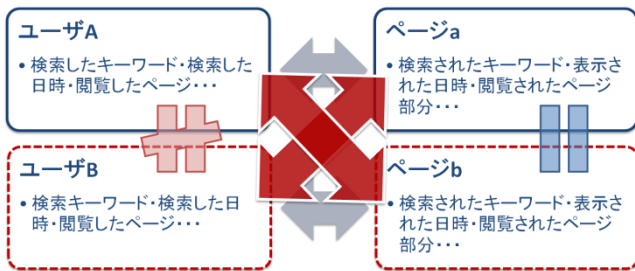 ユーザA
• 検索したキーワード・検索した
日時・閲覧したページ・・・
ページa
• 検索されたキーワード・表示
された日時・閲覧されたページ
部分・・・
ユーザB
• 検索キーワード・検索した日
時・閲覧したページ・・・
ページb
• 検索されたキーワード・表示
された日時・閲覧されたページ
部分・・・